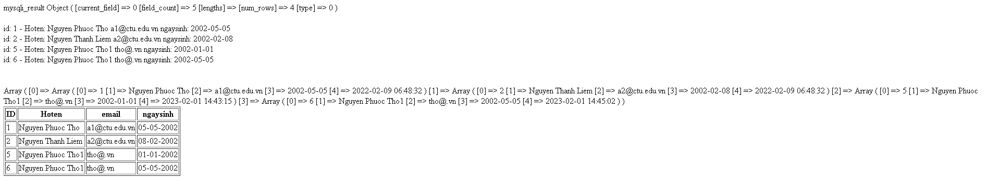 mysqli_result Object ( [current_field] => 0 [field_count] => 5 [lengths] => [num_rows] => 4 [type] => 0 )
id: 1 - Hoten: Nguyen Phuoc Tho a1@ctu.edu.vn ngaysinh: 2002-05-05
id: 2 - Hoten: Nguyen Thanh Liem a2@ctu.edu.vn ngaysinh: 2002-02-08
id: 5 - Hoten: Nguyen Phuoc Tho1 tho@.vn ngaysinh: 2002-01-01
id: 6 - Hoten: Nguyen Phuoc Tho1 tho@.vn ngaysinh: 2002-05-05
Array ( [0] => Array ( [0] => 1 [1] => Nguyen Phuoc Tho [2] => a1@ctu.edu.vn [3] => 2002-05-05 [4] => 2022-02-09 06:48:32 ) [1] => Array ( [0] => 2 [1] => Nguyen Thanh Liem [2] => a2@ctu.edu.vn [3] => 2002-02-08 [4] => 2022-02-09 06:48:32 ) [2] => Array ( [0] => 5 [1] => Nguyen Phuoc
Tho1 [2] => tho@.vn [3] => 2002-01-01 [4] => 2023-02-01 14:43:15 ) [3] => Array ( [0] => 6 [1] => Nguyen Phuoc Tho1 [2] => tho@.vn [3] => 2002-05-05 [4] => 2023-02-01 14:45:02 ) )
ID Hoten email ngaysinh
1 Nguyen Phuoc Tho a1@ctu.edu.vn 05-05-2002
2 Nguyen Thanh Liem a2@ctu.edu.vn 08-02-2002
5 Nguyen Phuoc Tho1 tho@.vn 01-01-2002
6 Nguyen Phuoc Tho1 tho@.vn 05-05-2002